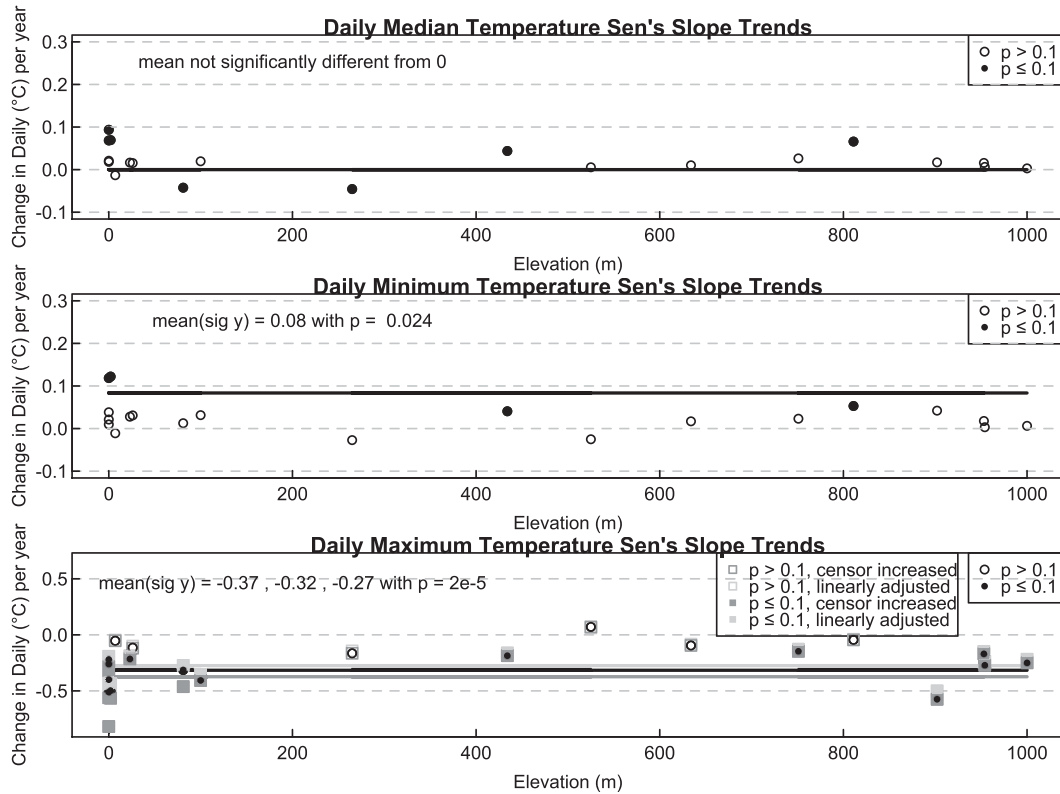 Daily Median Temperature Sen's Slope Trends
Change in Daily (°C) per year
0.3
0.2
0.1
0.0
-0.1
mean not significantly different from 0
p > 0.1
p ≤ 0.1
0 200 400 600 800 1000
Elevation (m)
Daily Minimum Temperature Sen's Slope Trends
Change in Daily (°C) per year
0.3
0.2
0.1
0.0
-0.1
mean(sig y) = 0.08 with p = 0.024
p > 0.1
p ≤ 0.1
0 200 400 600 800 1000
Elevation (m)
Daily Maximum Temperature Sen's Slope Trends
Change in Daily (°C) per year
0.5
0.0
-0.5
mean(sig y) = -0.37 , -0.32 , -0.27 with p = 2e-5
p > 0.1, censor increased
p > 0.1, linearly adjusted
p ≤ 0.1, censor increased
p ≤ 0.1, linearly adjusted
p > 0.1
p ≤ 0.1
0 200 400 600 800 1000
Elevation (m)